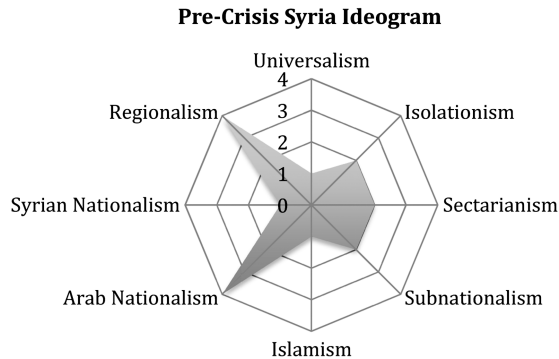 Pre-Crisis Syria Ideogram
Universalism
4
Regionalism
Isolationism
3
2
1
Syrian Nationalism
0
Sectarianism
Arab Nationalism
Subnationalism
Islamism